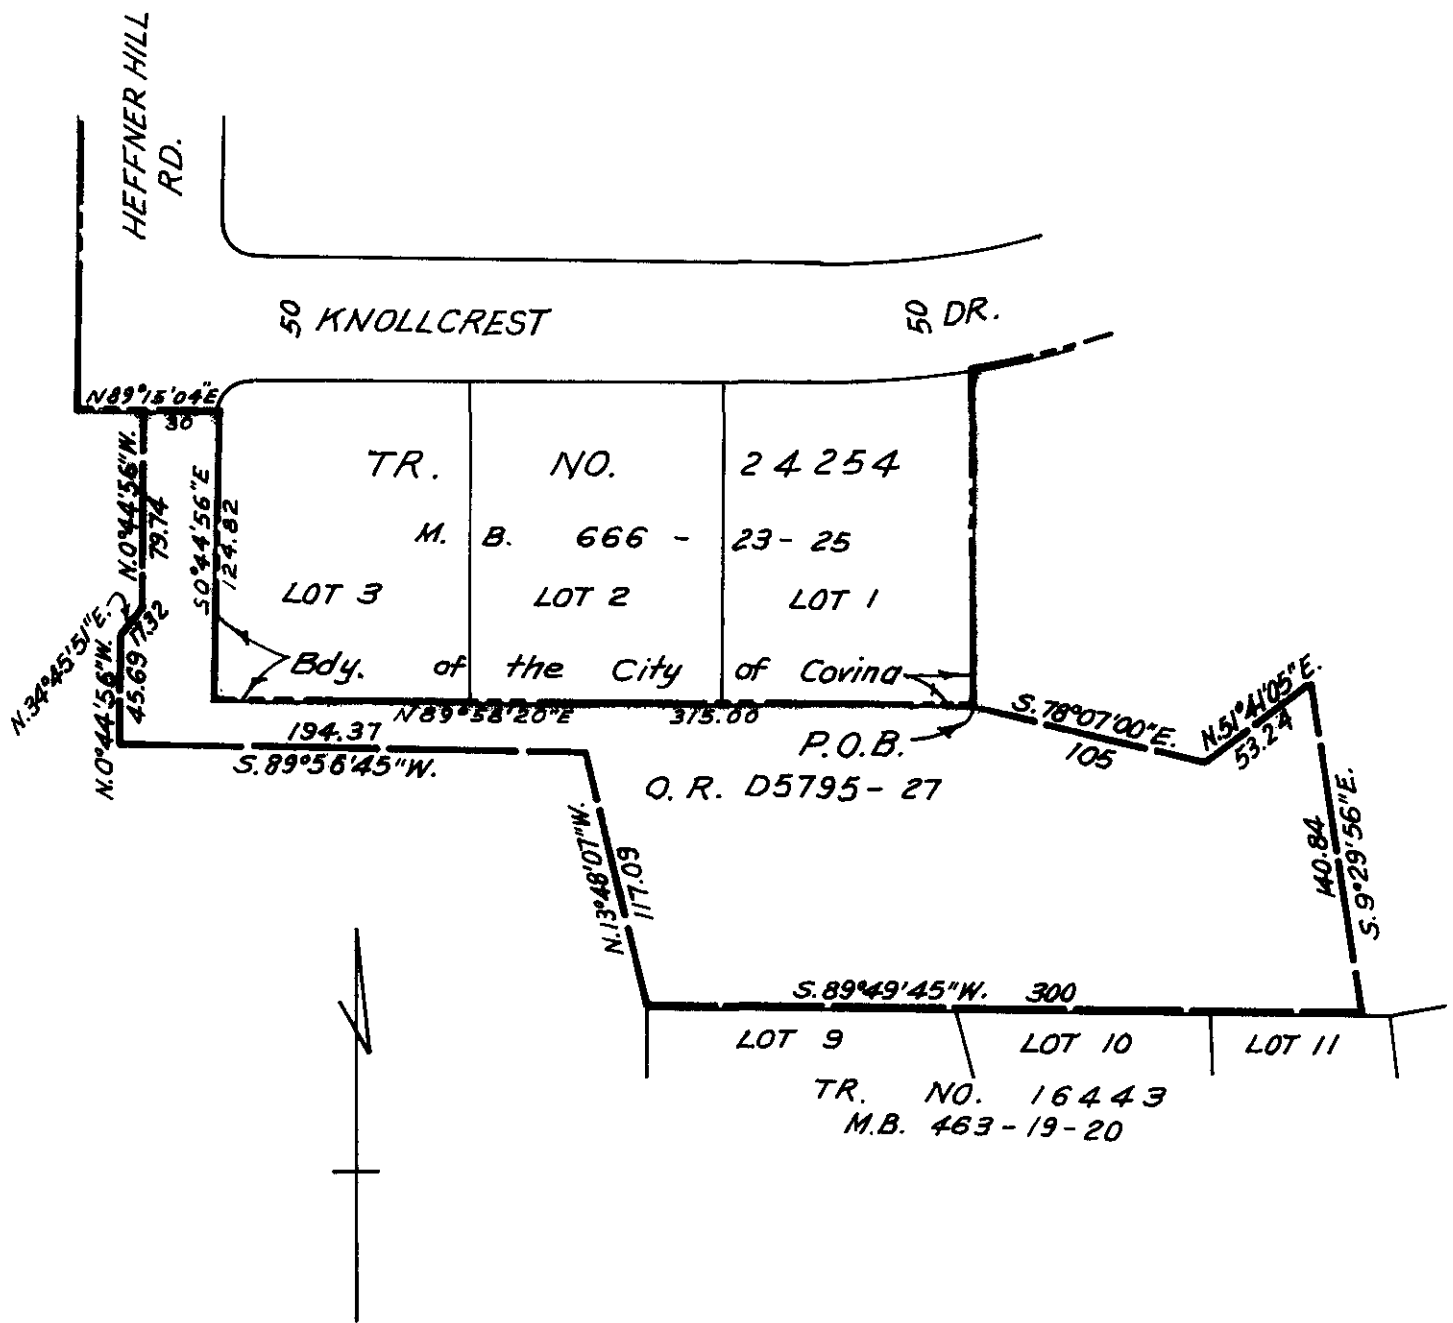 HEFFNER HILL
RD.
50 KNOLLCREST 50 DR.
N89°15'04"E
30
N.0°44'56"W.
79.74
S0°44'56"E
124.82
TR. NO. 24254
M. B. 666 - 23 - 25
LOT 3 LOT 2 LOT 1
Bdy. of the City of Covina
N.34°45'51"E.
17.32
N.0°44'56"W.
45.69
N89°58'20"E 315.00
194.37
S.89°56'45"W.
P.O.B.
O.R. D5795 - 27
S.78°07'00"E.
105
N.51°41'05"E.
53.24
140.84
S.9°29'56"E.
N.13°48'07"W.
117.09
S.89°49'45"W. 300
LOT 9 LOT 10 LOT 11
TR. NO. 16443
M.B. 463 - 19 - 20